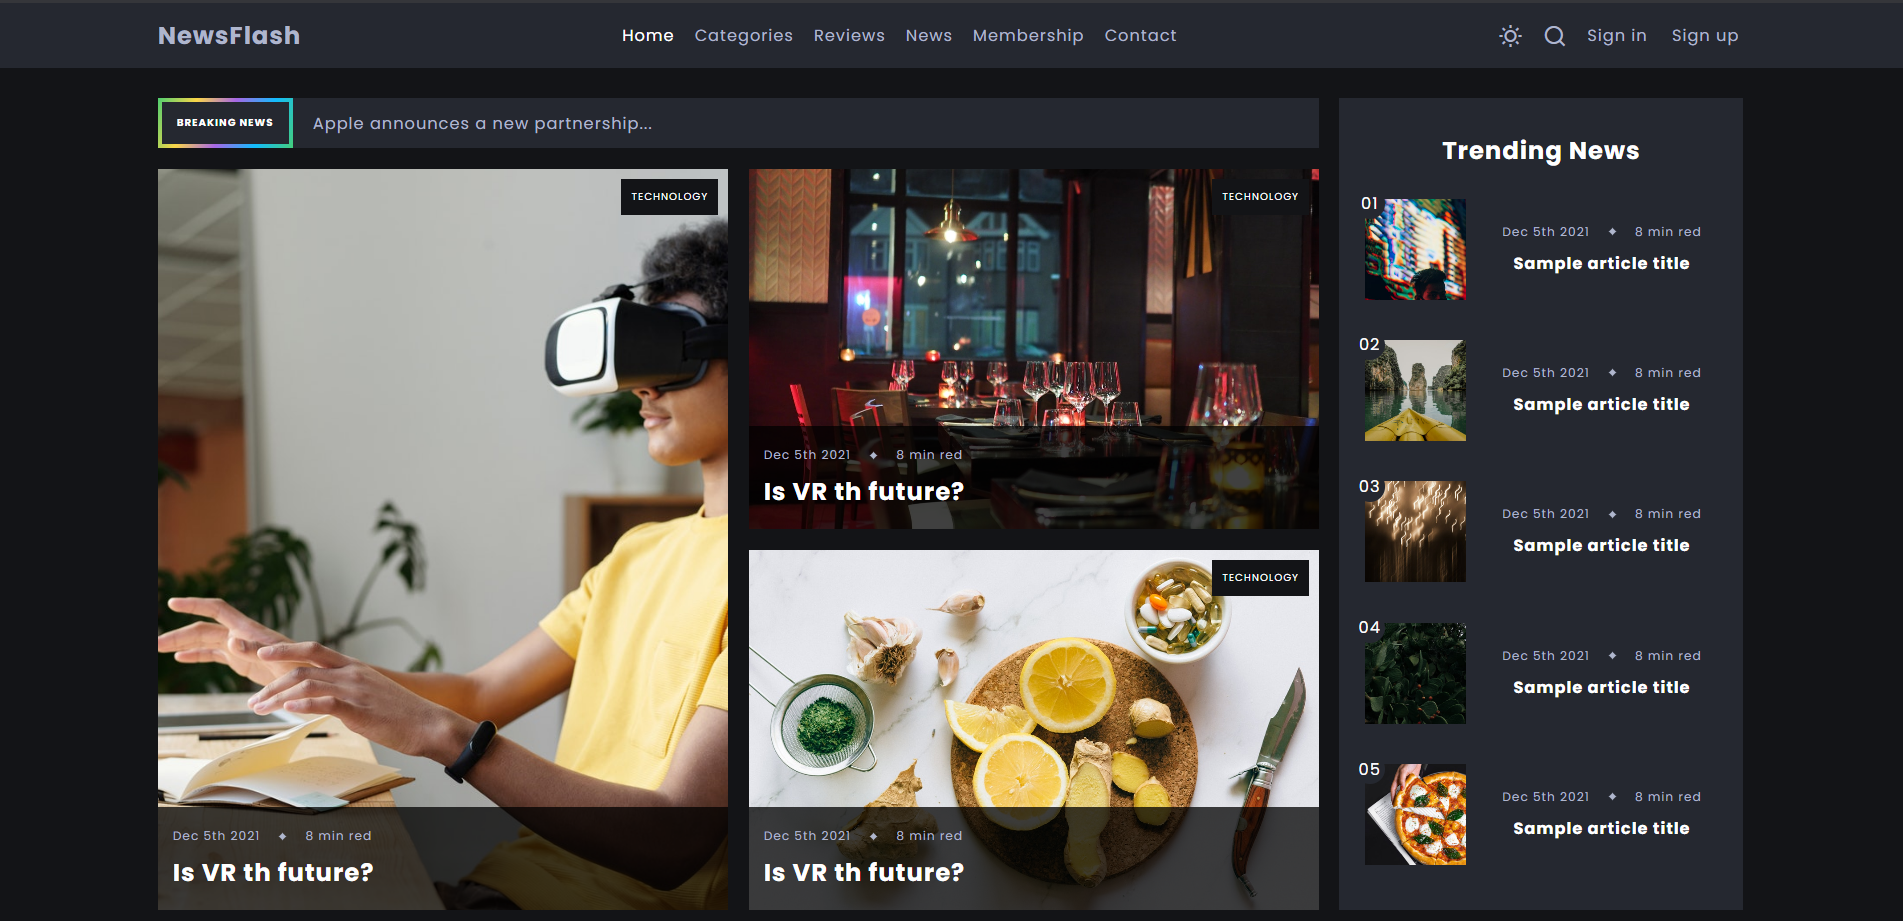 NewsFlash
Home Categories Reviews News Membership Contact
Sign in Sign up
BREAKING NEWS
Apple announces a new partnership...
TECHNOLOGY
Dec 5th 2021 ◆ 8 min red
Is VR th future?
TECHNOLOGY
Dec 5th 2021 ◆ 8 min red
Is VR th future?
TECHNOLOGY
Dec 5th 2021 ◆ 8 min red
Is VR th future?
Trending News
01
Dec 5th 2021 ◆ 8 min red
Sample article title
02
Dec 5th 2021 ◆ 8 min red
Sample article title
03
Dec 5th 2021 ◆ 8 min red
Sample article title
04
Dec 5th 2021 ◆ 8 min red
Sample article title
05
Dec 5th 2021 ◆ 8 min red
Sample article title